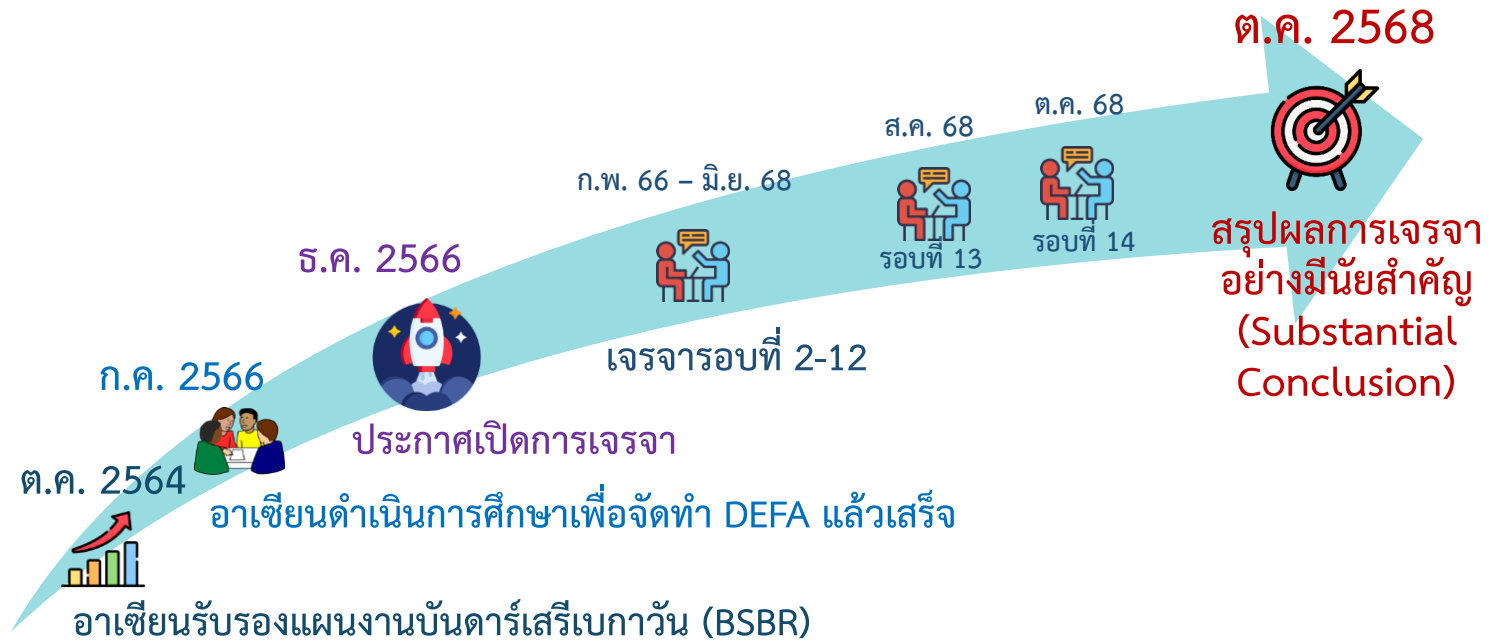 ต.ค. 2564
อาเซียนรับรองแผนงานบันดาร์เสรีเบกาวัน (BSBR)
ก.ค. 2566
อาเซียนดำเนินการศึกษาเพื่อจัดทำ DEFA แล้วเสร็จ
ธ.ค. 2566
ประกาศเปิดการเจรจา
ก.พ. 66 – มิ.ย. 68
เจรจารอบที่ 2-12
ส.ค. 68
รอบที่ 13
ต.ค. 68
รอบที่ 14
ต.ค. 2568
สรุปผลการเจรจา
อย่างมีนัยสำคัญ
(Substantial
Conclusion)